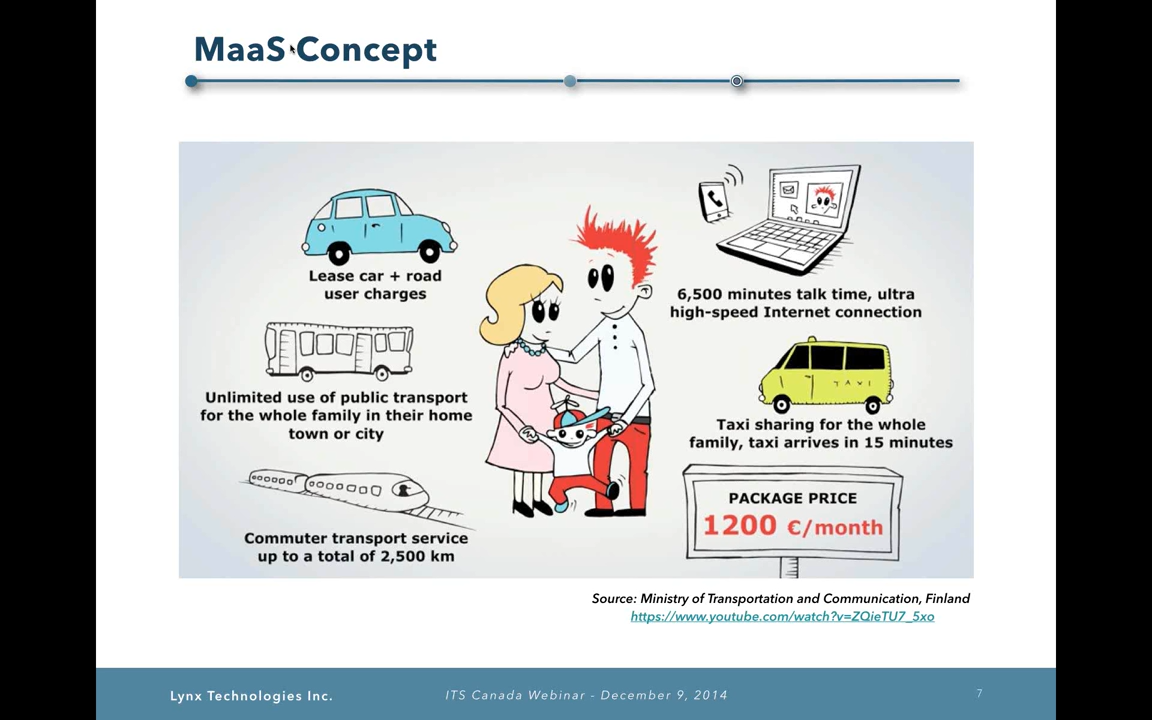 MaaS Concept
Lease car + road
user charges
Unlimited use of public transport
for the whole family in their home
town or city
Commuter transport service
up to a total of 2,500 km
6,500 minutes talk time, ultra
high-speed Internet connection
TAXI
Taxi sharing for the whole
family, taxi arrives in 15 minutes
PACKAGE PRICE
1200 €/month
Source: Ministry of Transportation and Communication, Finland
https://www.youtube.com/watch?v=ZQieTU7_5xo
Lynx Technologies Inc.
ITS Canada Webinar - December 9, 2014
7